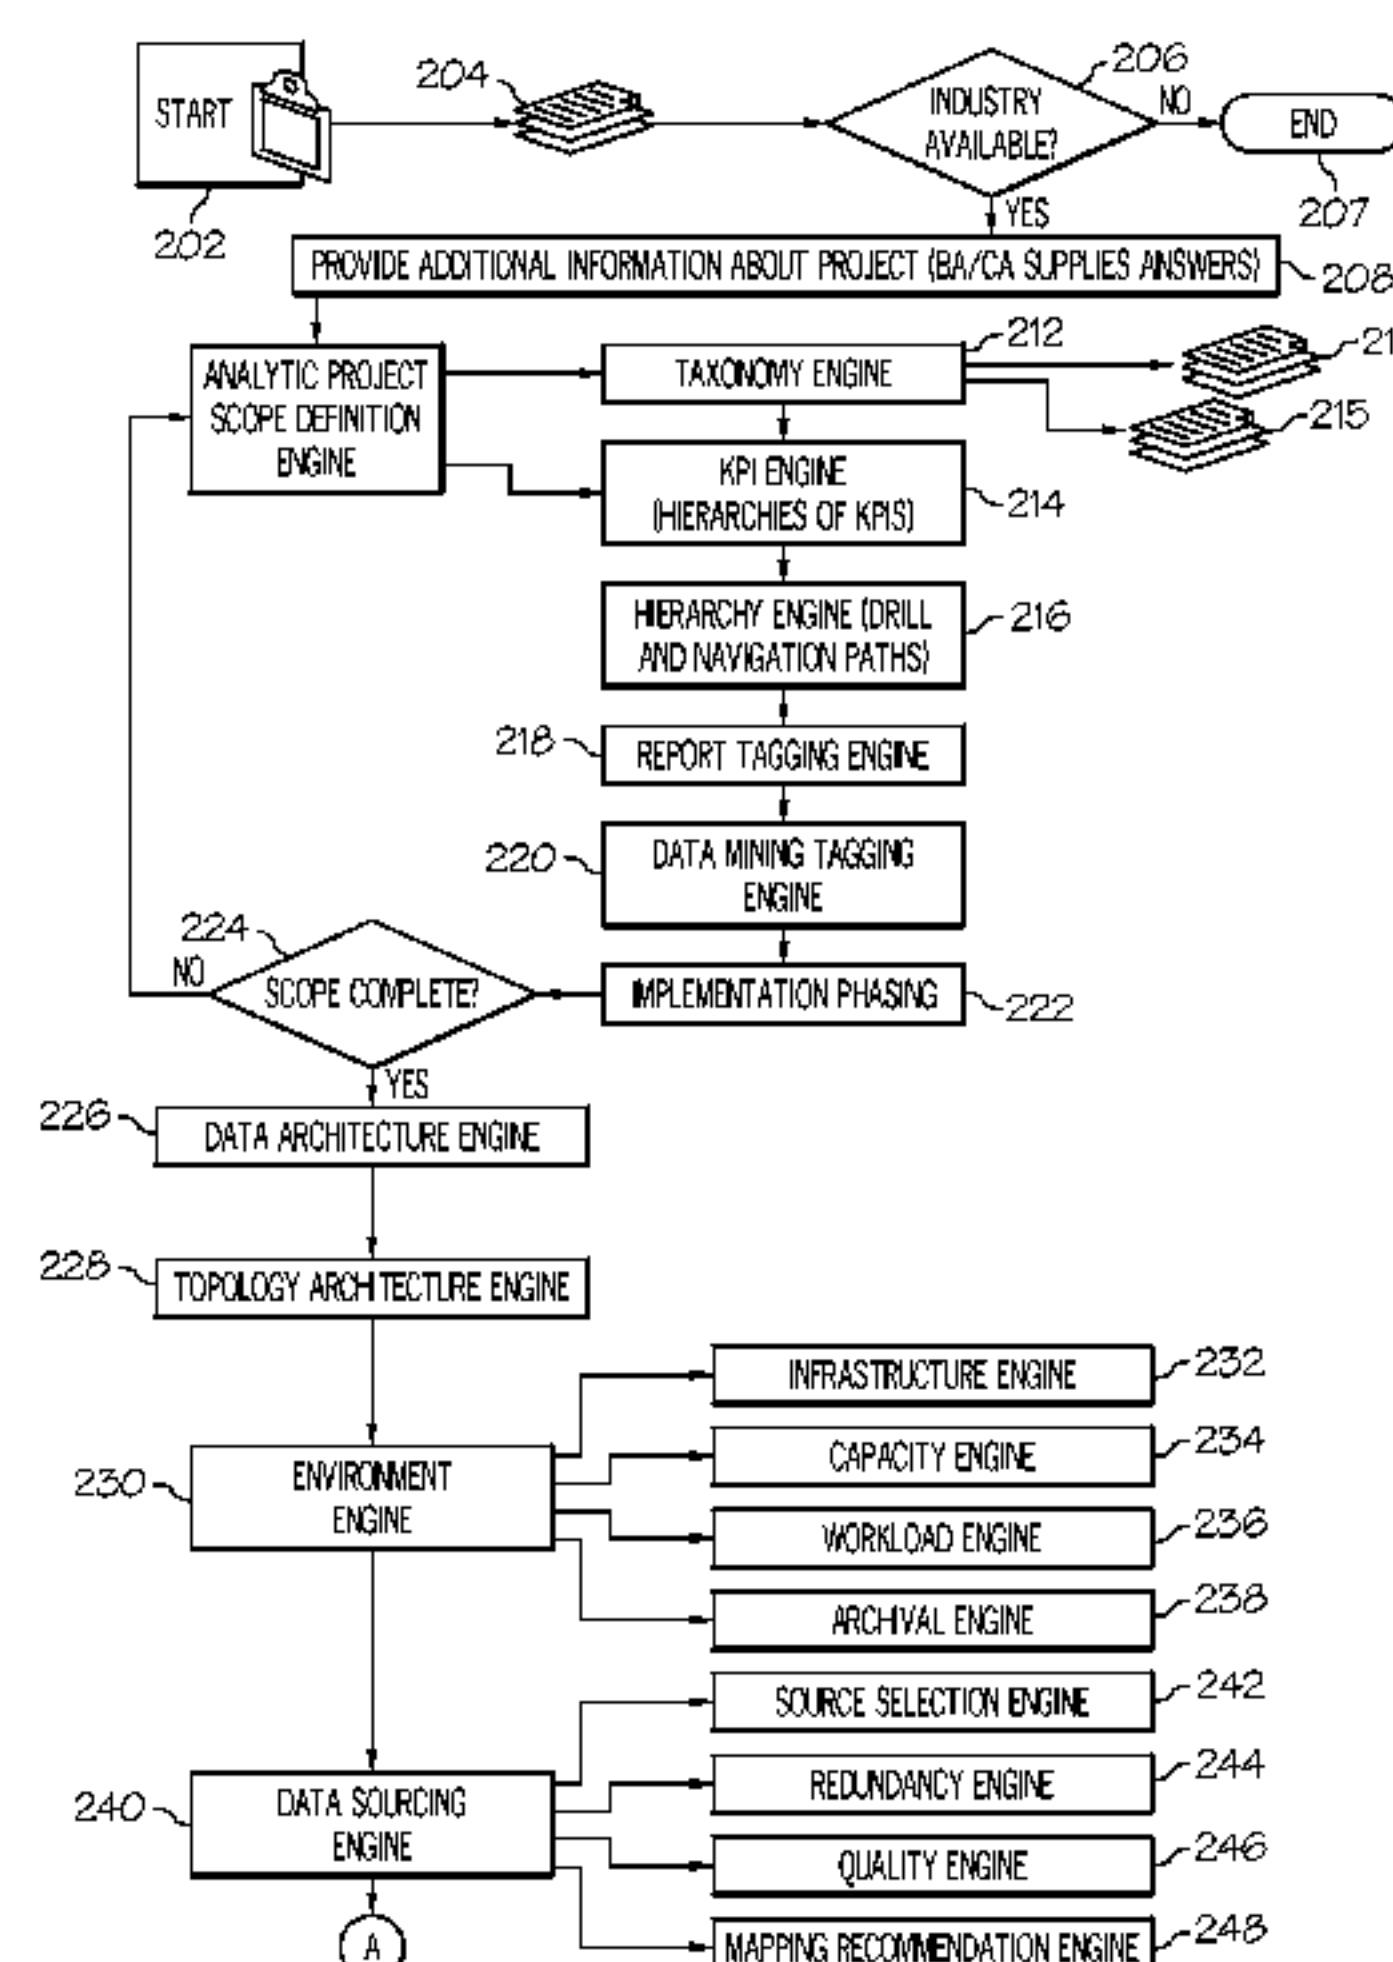 START
202
204
206
INDUSTRY
AVAILABLE?
NO
END
207
YES
PROVIDE ADDITIONAL INFORMATION ABOUT PROJECT (BA/CA SUPPLIES ANSWERS)
208
ANALYTIC PROJECT
SCOPE DEFINITION
ENGINE
212
TAXONOMY ENGINE
215
KPI ENGINE
(HIERARCHIES OF KPIS)
214
HIERARCHY ENGINE (DRILL
AND NAVIGATION PATHS)
216
218
REPORT TAGGING ENGINE
220
DATA MINING TAGGING
ENGINE
224
NO
SCOPE COMPLETE?
IMPLEMENTATION PHASING
222
YES
226
DATA ARCHITECTURE ENGINE
228
TOPOLOGY ARCHITECTURE ENGINE
INFRASTRUCTURE ENGINE
232
230
ENVIRONMENT
ENGINE
CAPACITY ENGINE
234
WORKLOAD ENGINE
236
ARCHIVAL ENGINE
238
SOURCE SELECTION ENGINE
242
240
DATA SOURCING
ENGINE
REDUNDANCY ENGINE
244
QUALITY ENGINE
246
MAPPING RECOMMENDATION ENGINE
248
A